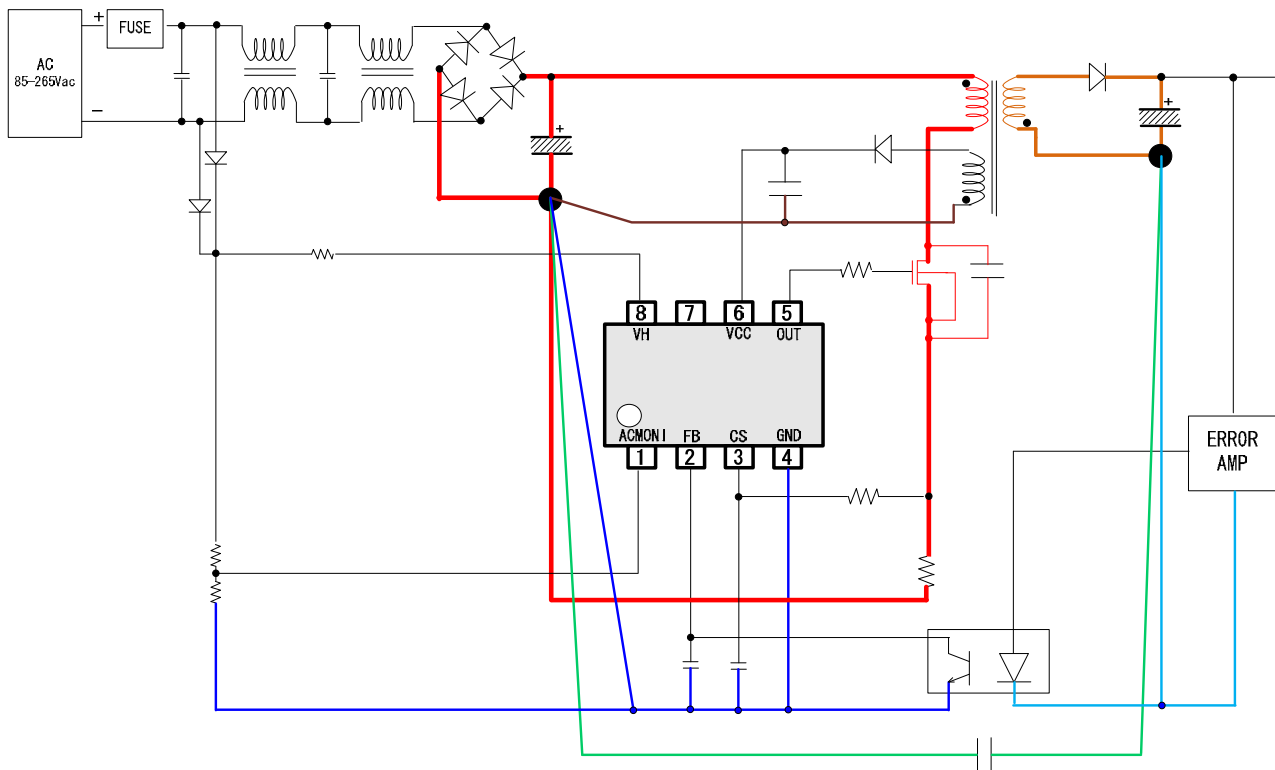 +
FUSE
AC
85-265Vac
−
+
+
8
7
6
5
VH
VCC
OUT
ACMONI
FB
CS
GND
1
2
3
4
ERROR
AMP